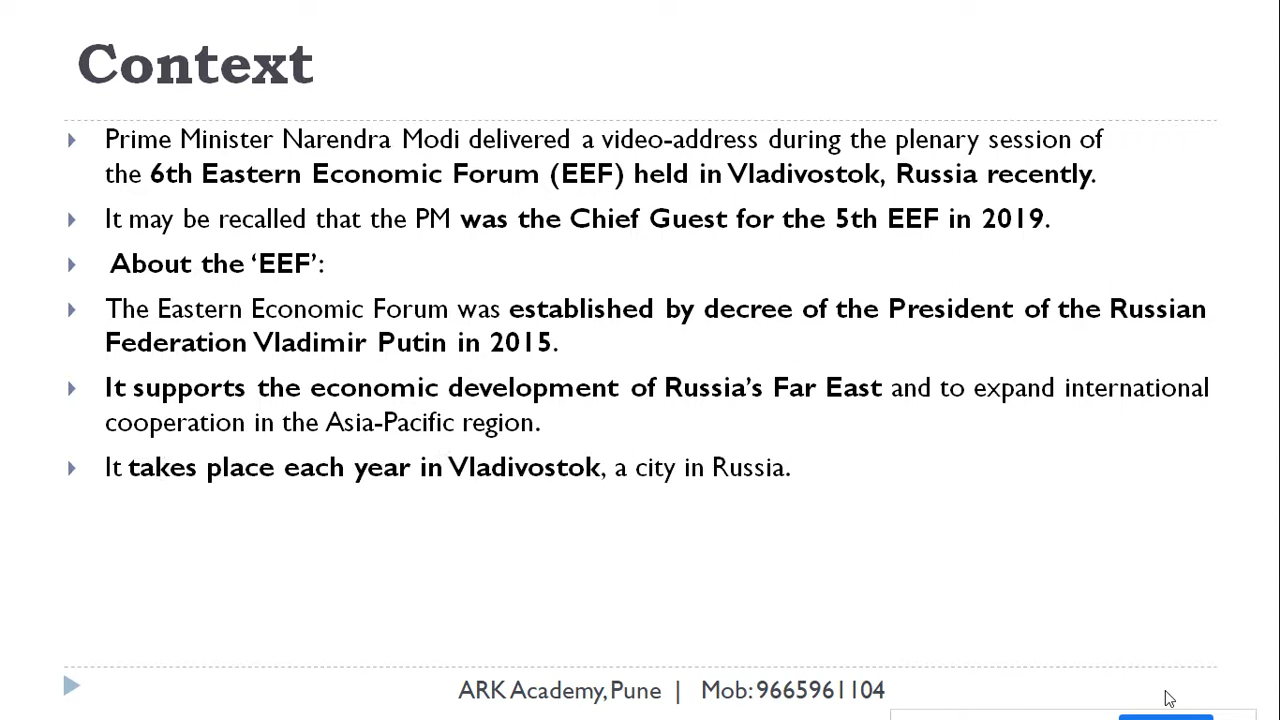 Context
Prime Minister Narendra Modi delivered a video-address during the plenary session of
the 6th Eastern Economic Forum (EEF) held in Vladivostok, Russia recently.
It may be recalled that the PM was the Chief Guest for the 5th EEF in 2019.
About the ‘EEF’:
The Eastern Economic Forum was established by decree of the President of the Russian
Federation Vladimir Putin in 2015.
It supports the economic development of Russia’s Far East and to expand international
cooperation in the Asia-Pacific region.
It takes place each year in Vladivostok, a city in Russia.
ARK Academy, Pune | Mob: 9665961104